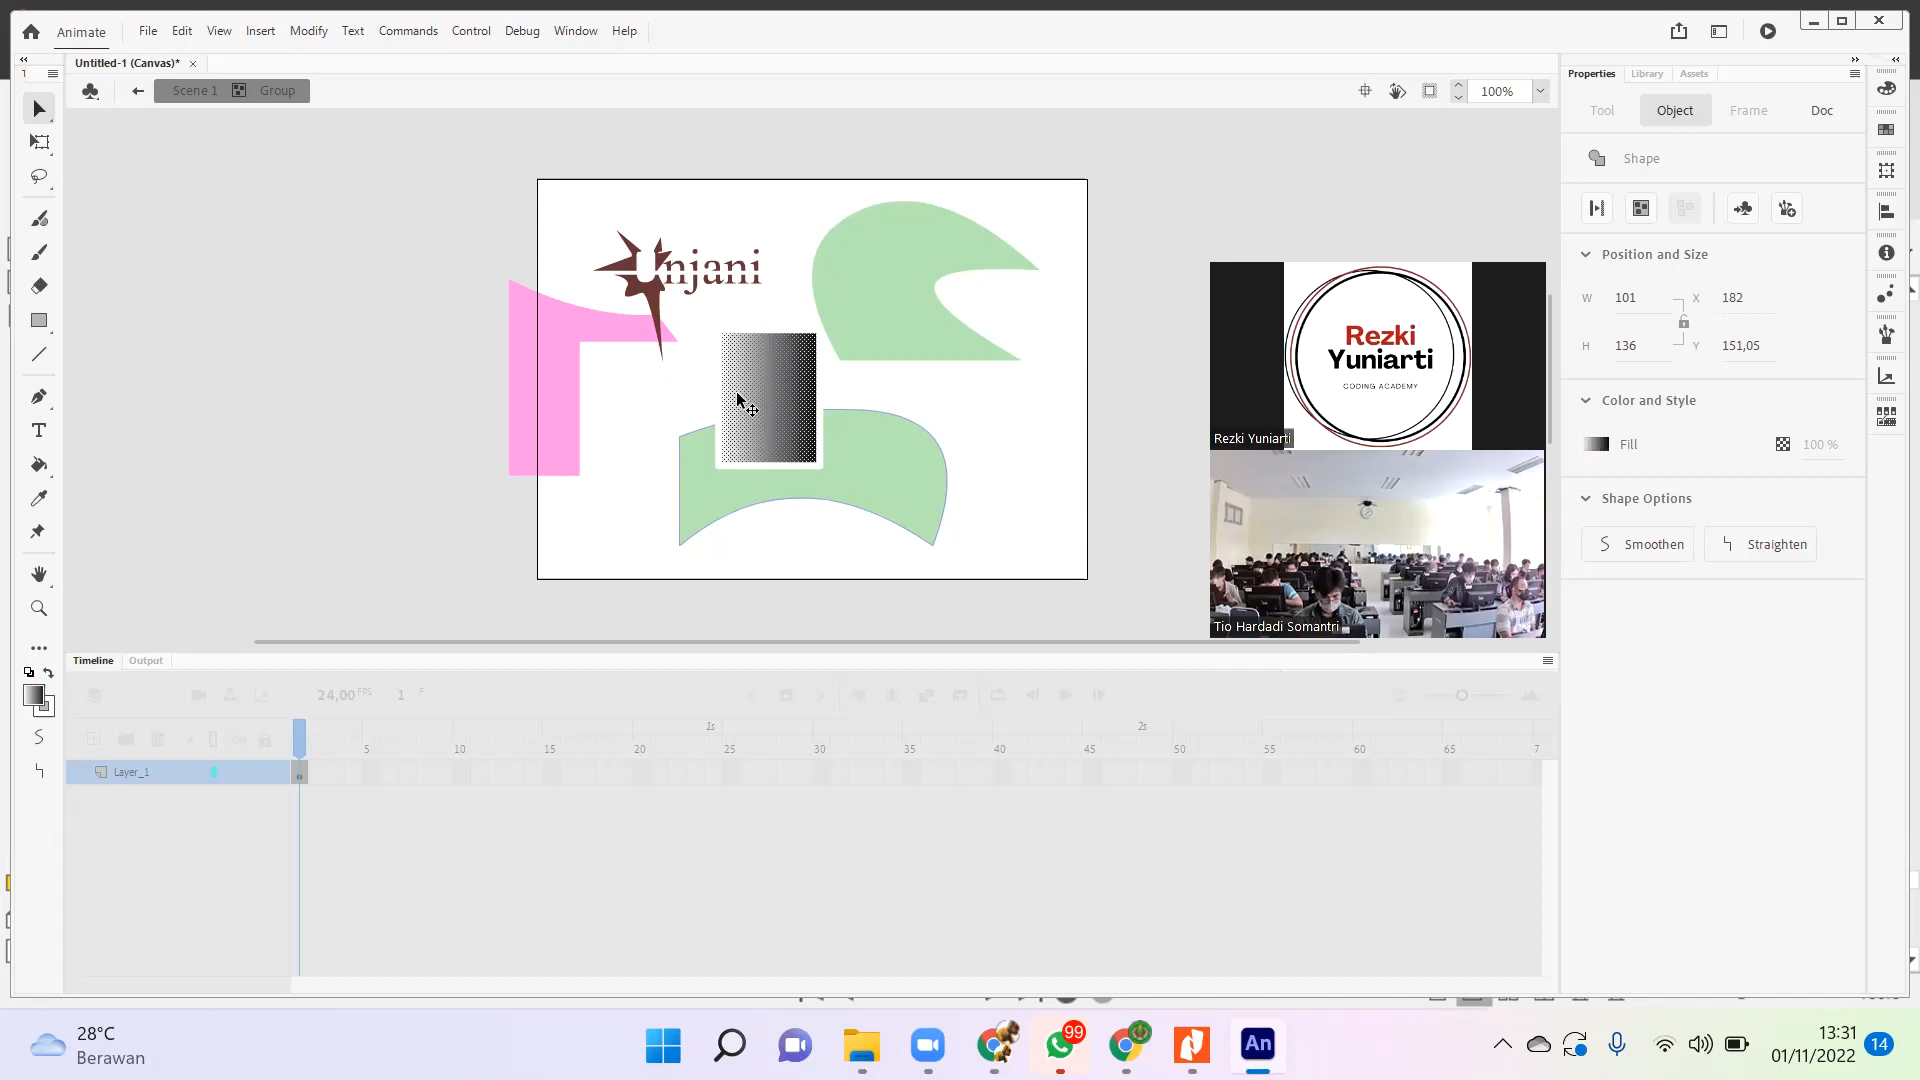 Animate File Edit View Insert Modify Text Commands Control Debug Window Help
1 Untitled-1 (Canvas)*
Scene 1 Group 100%
Properties Library Assets
Tool Object Frame Doc
Shape
Position and Size
W 101 X 182
H 136 Y 151,05
Color and Style
Fill 100 %
Shape Options
Smoothen Straighten
Unjani
Rezki
Yuniarti
CODING ACADEMY
Rezki Yuniarti
Tio Hardadi Somantri
Timeline Output
24,00 FPS 1 F
1s 2s
5 10 15 20 25 30 35 40 45 50 55 60 65 7
Layer_1
28°C
Berawan
99
An
13:31
01/11/2022
14